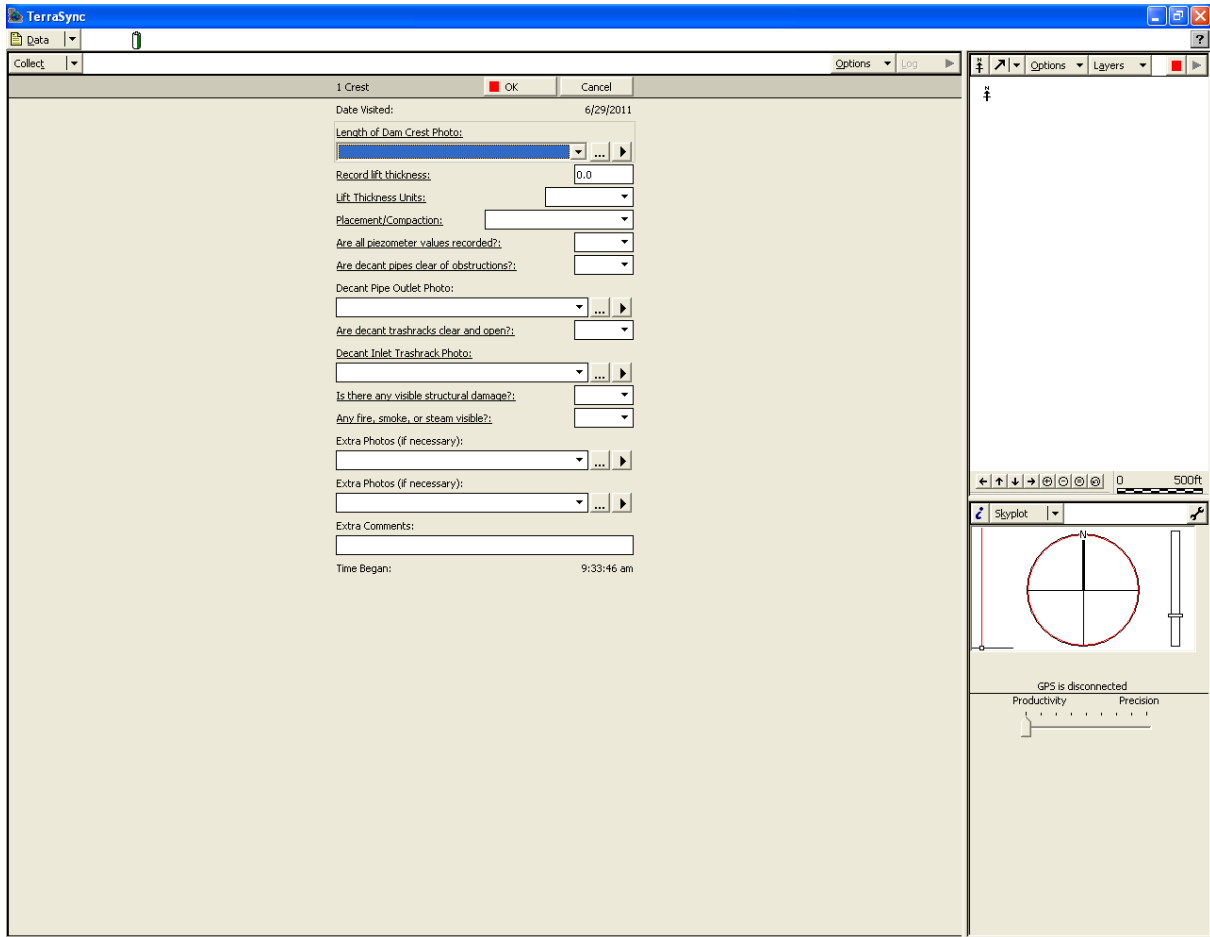 TerraSync
Data
?
Collect
Options Log
Options Layers
1 Crest OK Cancel
N
Date Visited: 6/29/2011
Length of Dam Crest Photo:
...
Record lift thickness: 0.0
Lift Thickness Units:
Placement/Compaction:
Are all piezometer values recorded?:
Are decant pipes clear of obstructions?:
Decant Pipe Outlet Photo:
...
Are decant trashracks clear and open?:
Decant Inlet Trashrack Photo:
...
Is there any visible structural damage?:
Any fire, smoke, or steam visible?:
Extra Photos (if necessary):
...
Extra Photos (if necessary):
...
Extra Comments:
Time Began: 9:33:46 am
0 500ft
i Skyplot
N
GPS is disconnected
Productivity Precision